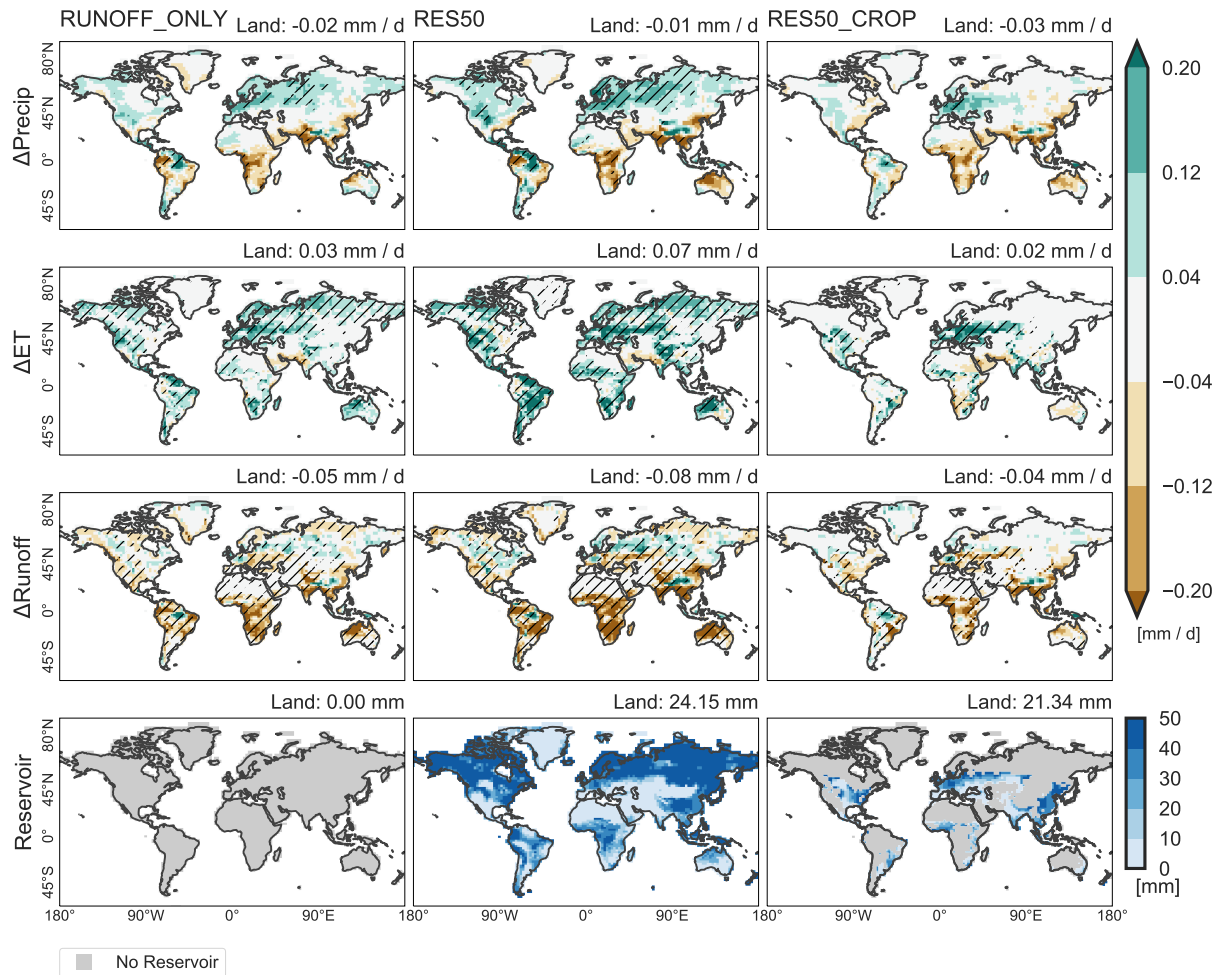 RUNOFF_ONLY Land: -0.02 mm / d RES50 Land: -0.01 mm / d RES50_CROP Land: -0.03 mm / d
ΔPrecip
80°N
45°N
0°
45°S
Land: 0.03 mm / d Land: 0.07 mm / d Land: 0.02 mm / d
ΔET
80°N
45°N
0°
45°S
Land: -0.05 mm / d Land: -0.08 mm / d Land: -0.04 mm / d
ΔRunoff
80°N
45°N
0°
45°S
0.20
0.12
0.04
−0.04
−0.12
−0.20
[mm / d]
Land: 0.00 mm Land: 24.15 mm Land: 21.34 mm
Reservoir
80°N
45°N
0°
45°S
50
40
30
20
10
0
[mm]
180° 90°W 0° 90°E 180° 90°W 0° 90°E 180° 90°W 0° 90°E 180°
No Reservoir